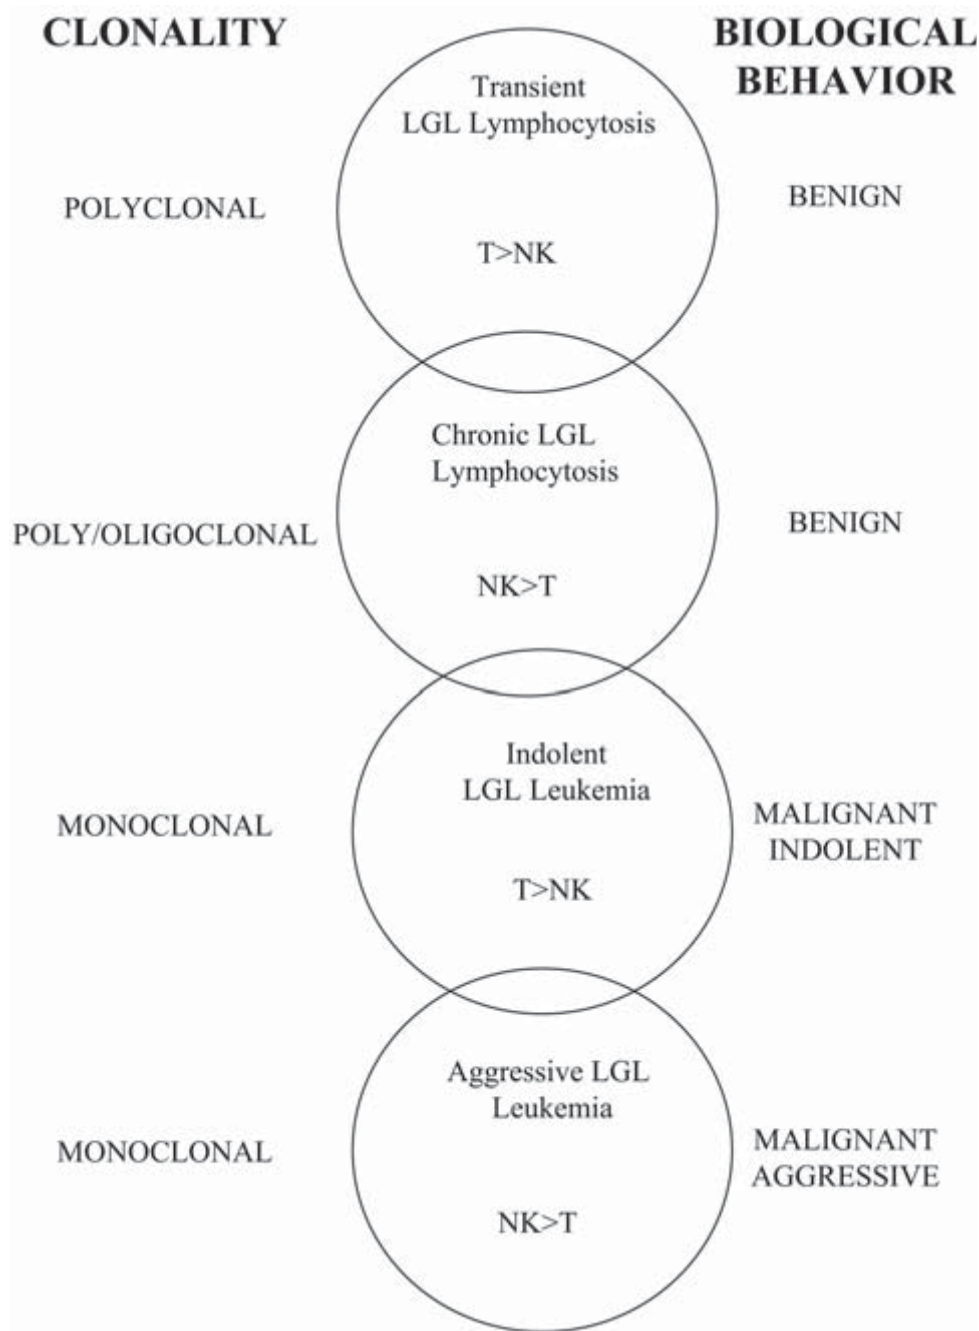 CLONALITY
BIOLOGICAL
BEHAVIOR
Transient
LGL Lymphocytosis
POLYCLONAL
BENIGN
T>NK
Chronic LGL
Lymphocytosis
POLY/OLIGOCLONAL
BENIGN
NK>T
Indolent
LGL Leukemia
MONOCLONAL
MALIGNANT
INDOLENT
T>NK
Aggressive LGL
Leukemia
MONOCLONAL
MALIGNANT
AGGRESSIVE
NK>T